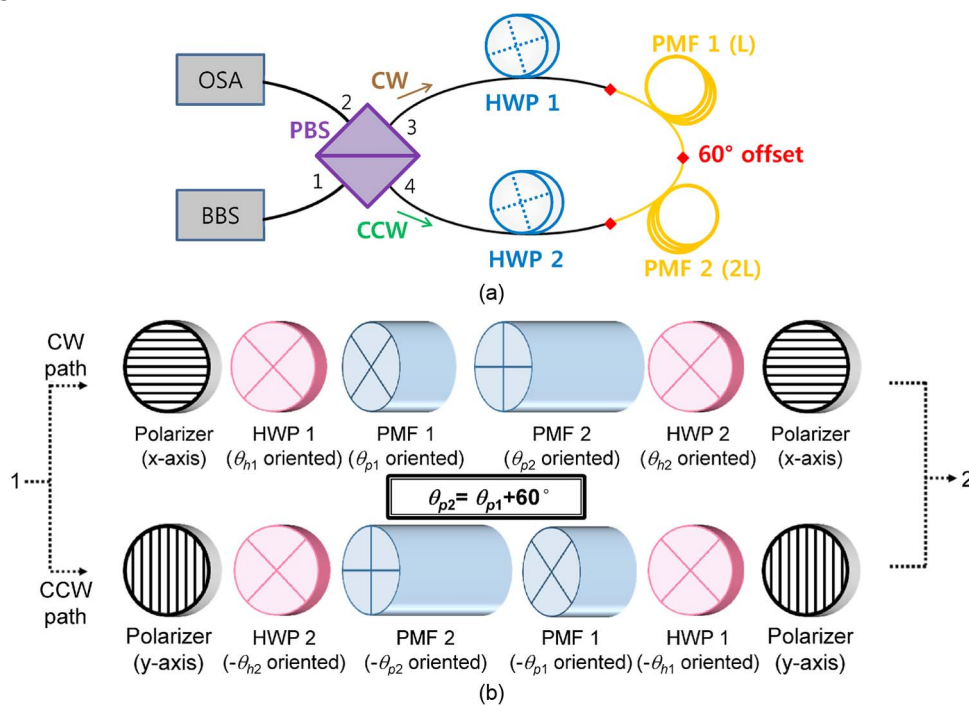 OSA
2
CW
HWP 1
PMF 1 (L)
PBS
3
60° offset
1
4
BBS
CCW
HWP 2
PMF 2 (2L)
(a)
CW
path
Polarizer
(x-axis)
HWP 1
(θh1 oriented)
PMF 1
(θp1 oriented)
PMF 2
(θp2 oriented)
HWP 2
(θh2 oriented)
Polarizer
(x-axis)
1
θp2= θp1+60°
2
CCW
path
Polarizer
(y-axis)
HWP 2
(-θh2 oriented)
PMF 2
(-θp2 oriented)
PMF 1
(-θp1 oriented)
HWP 1
(-θh1 oriented)
Polarizer
(y-axis)
(b)